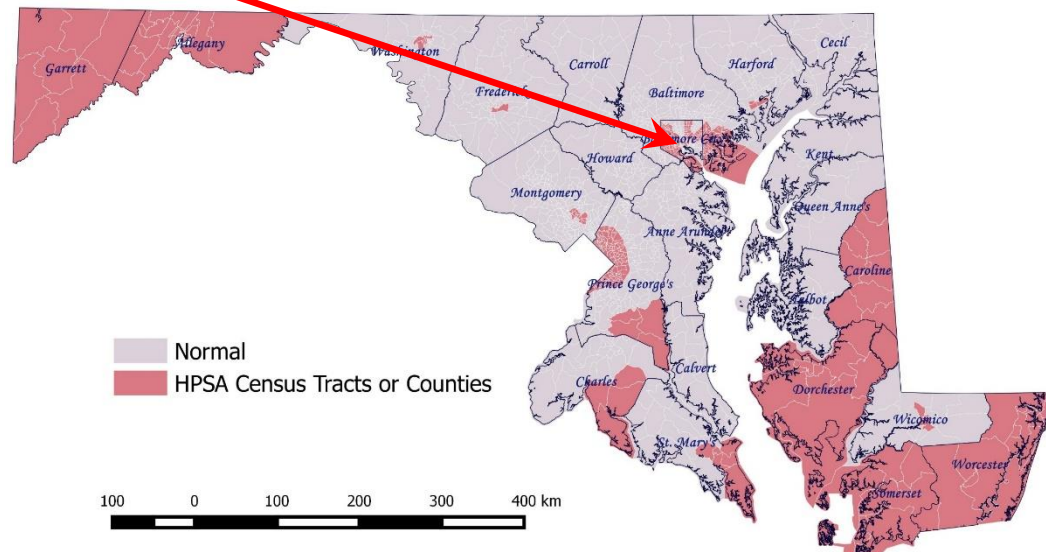 Garrett
Allegany
Washington
Frederick
Carroll
Baltimore
Harford
Cecil
Baltimore City
Howard
Kent
Montgomery
Queen Anne's
Anne Arundel
Prince George's
Caroline
Talbot
Normal
HPSA Census Tracts or Counties
Charles
Calvert
Dorchester
St. Mary's
Wicomico
Worcester
Somerset
100 0 100 200 300 400 km